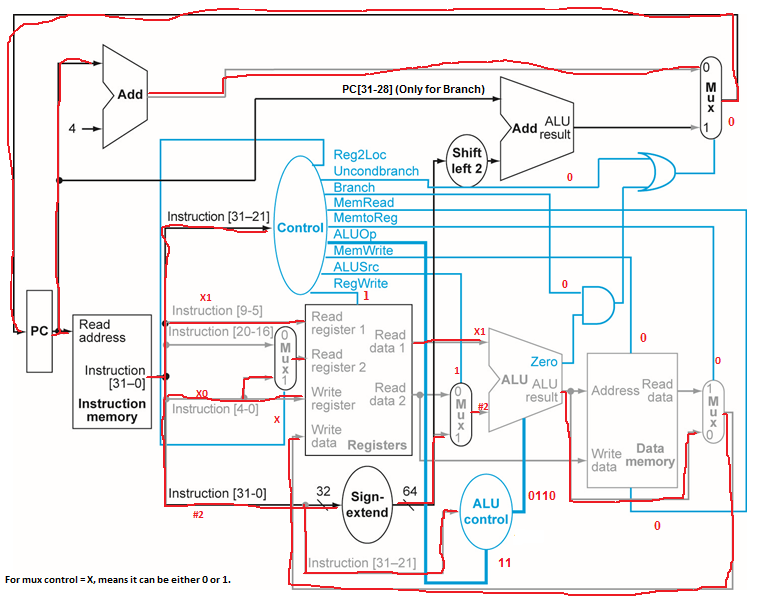 PC[31-28] (Only for Branch)
0
M
u
x
1
0
Add
4
Add
ALU
result
Shift
left 2
0
Reg2Loc
Uncondbranch
Branch
MemRead
MemtoReg
ALUOp
MemWrite
ALUSrc
RegWrite
Control
Instruction [31–21]
0
1
X1
Instruction [9-5]
Instruction [20-16]
PC
Read
address
Instruction
[31–0]
Instruction
memory
0
M
u
x
1
X
X0
Instruction [4-0]
Read
register 1
Read
register 2
Write
register
Write
data
Read
data 1
Read
data 2
Registers
X1
1
0
M
u
x
1
#2
Zero
ALU
ALU
result
0
Address
Read
data
Write
data
Data
memory
0
0
1
M
u
x
0
Instruction [31-0]
#2
32
Sign-
extend
64
ALU
control
0110
11
Instruction [31–21]
For mux control = X, means it can be either 0 or 1.